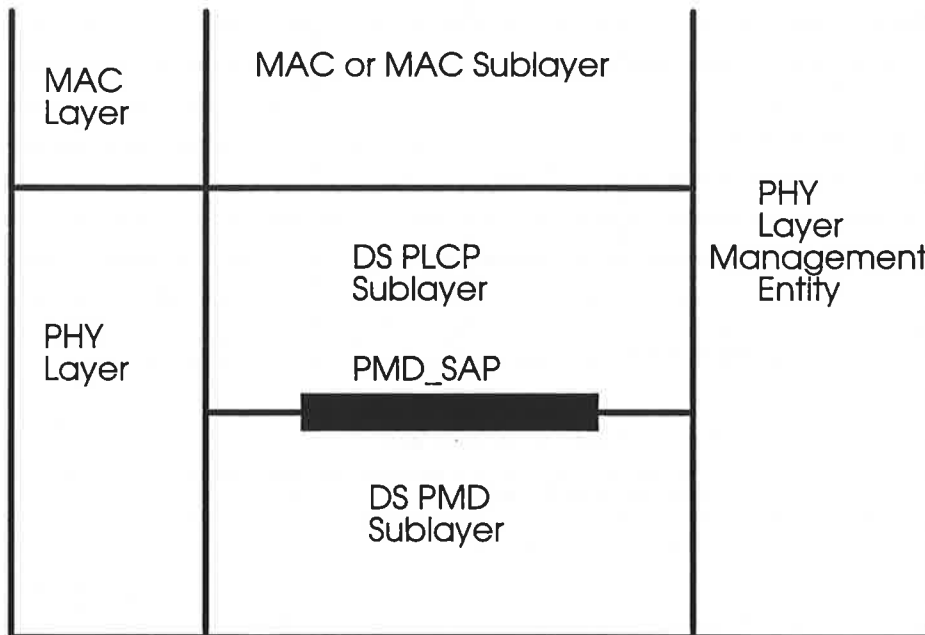 MAC
Layer
MAC or MAC Sublayer
PHY
Layer
Management
Entity
DS PLCP
Sublayer
PHY
Layer
PMD_SAP
DS PMD
Sublayer